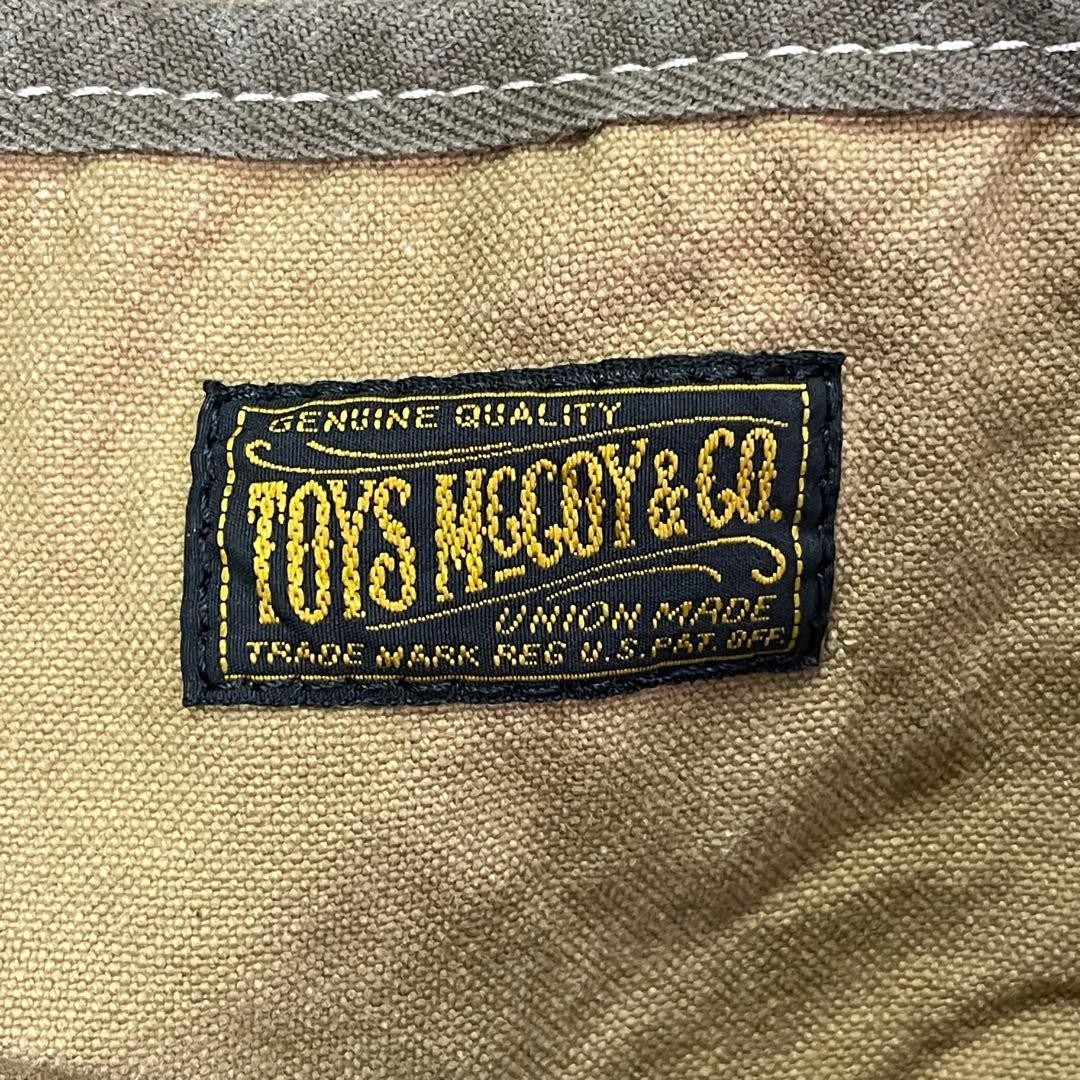 GENUINE QUALITY
TOYS McCOY & CO.
UNION MADE
TRADE MARK REG U.S. PAT. OFF.